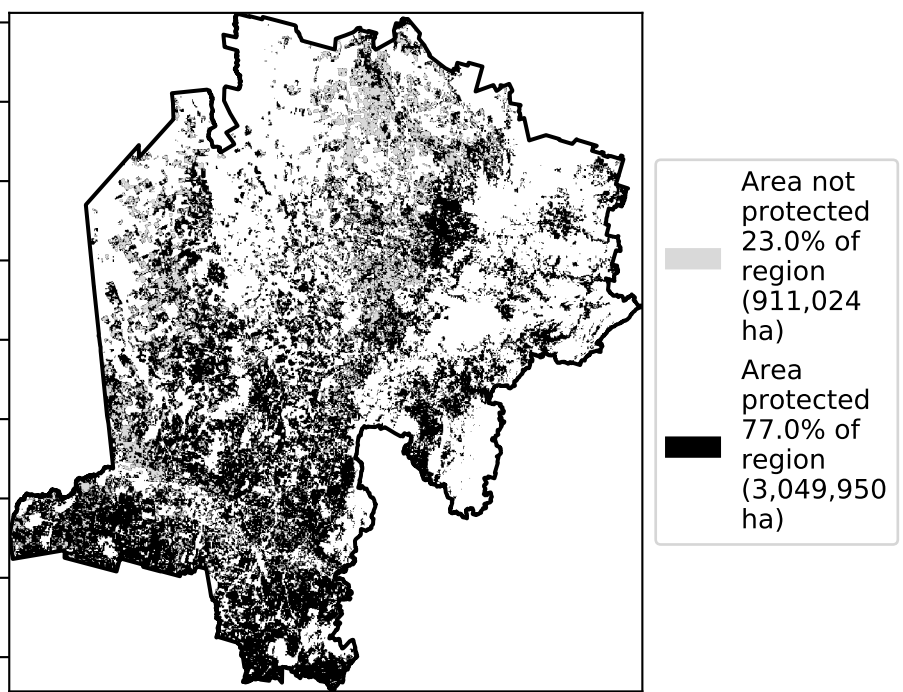 Area not
protected
23.0% of
region
(911,024
ha)
Area
protected
77.0% of
region
(3,049,950
ha)